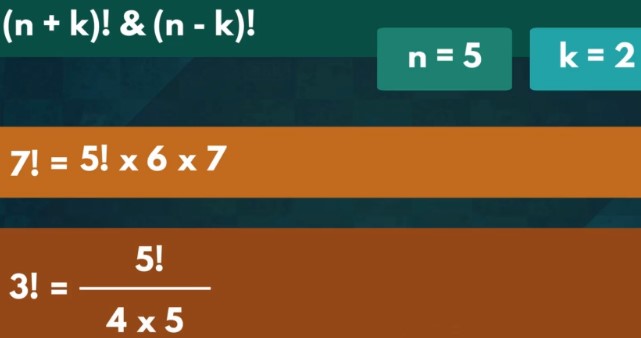 (n + k)! & (n - k)!
n = 5
k = 2
7! = 5! x 6 x 7
3! = 5! / 4 x 5